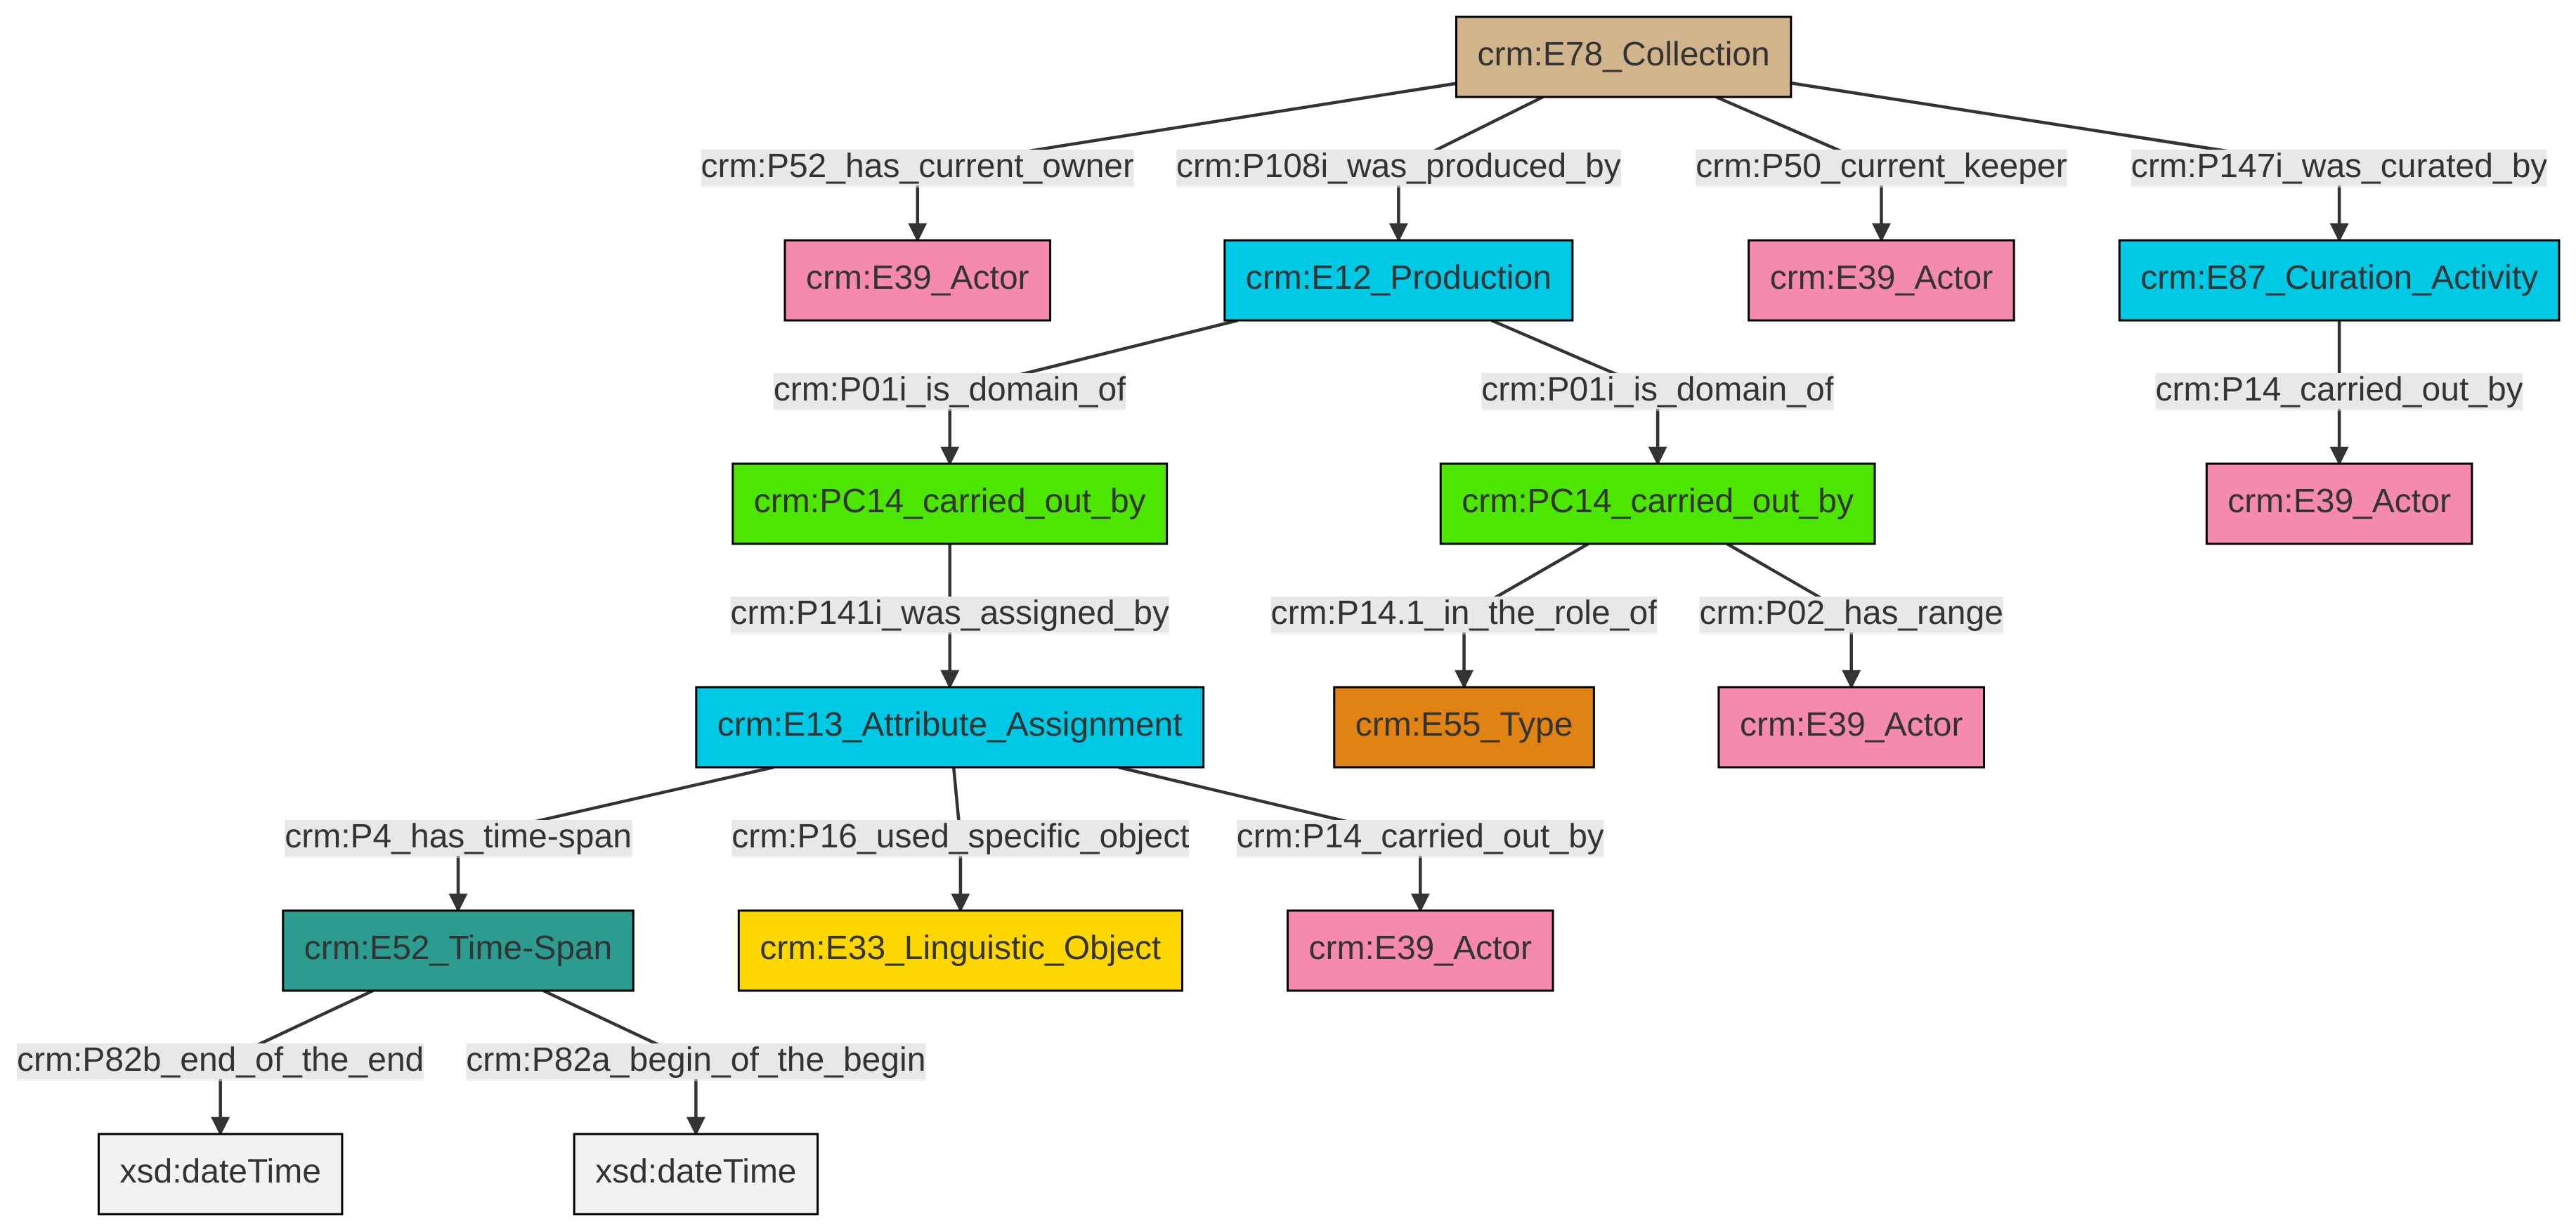 crm:E78_Collection
crm:P52_has_current_owner
crm:P108i_was_produced_by
crm:P50_current_keeper
crm:P147i_was_curated_by
crm:E39_Actor
crm:E12_Production
crm:E39_Actor
crm:E87_Curation_Activity
crm:P01i_is_domain_of
crm:P01i_is_domain_of
crm:P14_carried_out_by
crm:PC14_carried_out_by
crm:PC14_carried_out_by
crm:E39_Actor
crm:P141i_was_assigned_by
crm:P14.1_in_the_role_of
crm:P02_has_range
crm:E13_Attribute_Assignment
crm:E55_Type
crm:E39_Actor
crm:P4_has_time-span
crm:P16_used_specific_object
crm:P14_carried_out_by
crm:E52_Time-Span
crm:E33_Linguistic_Object
crm:E39_Actor
crm:P82b_end_of_the_end
crm:P82a_begin_of_the_begin
xsd:dateTime
xsd:dateTime